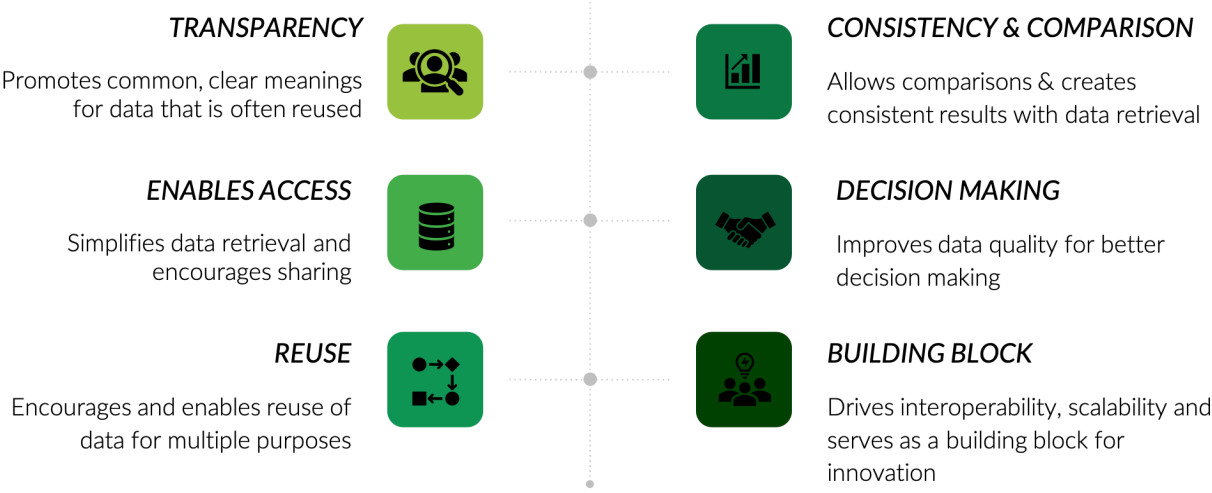 TRANSPARENCY
Promotes common, clear meanings
for data that is often reused
CONSISTENCY & COMPARISON
Allows comparisons & creates
consistent results with data retrieval
ENABLES ACCESS
Simplifies data retrieval and
encourages sharing
DECISION MAKING
Improves data quality for better
decision making
REUSE
Encourages and enables reuse of
data for multiple purposes
BUILDING BLOCK
Drives interoperability, scalability and
serves as a building block for
innovation